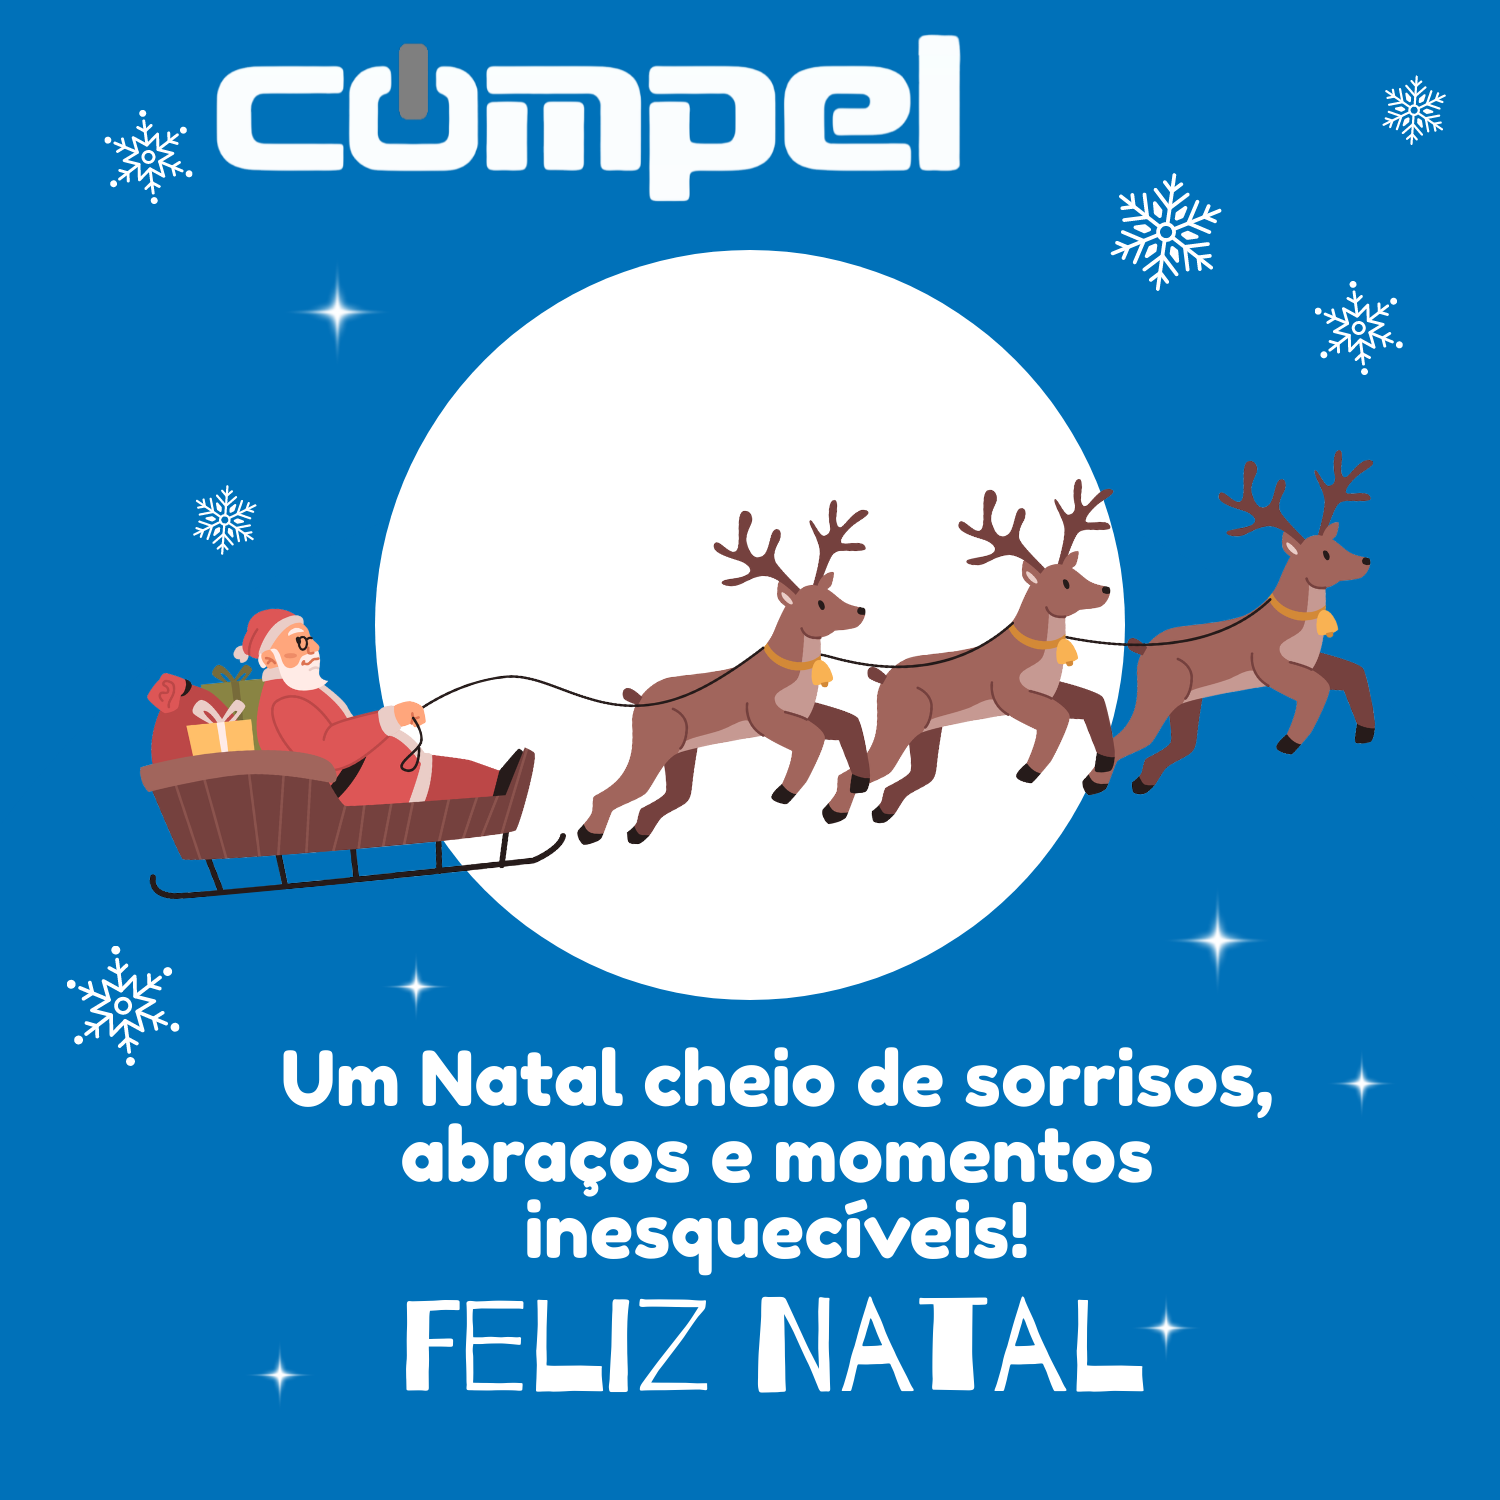 compel
Um Natal cheio de sorrisos,
abraços e momentos
inesquecíveis!
FELIZ NATAL